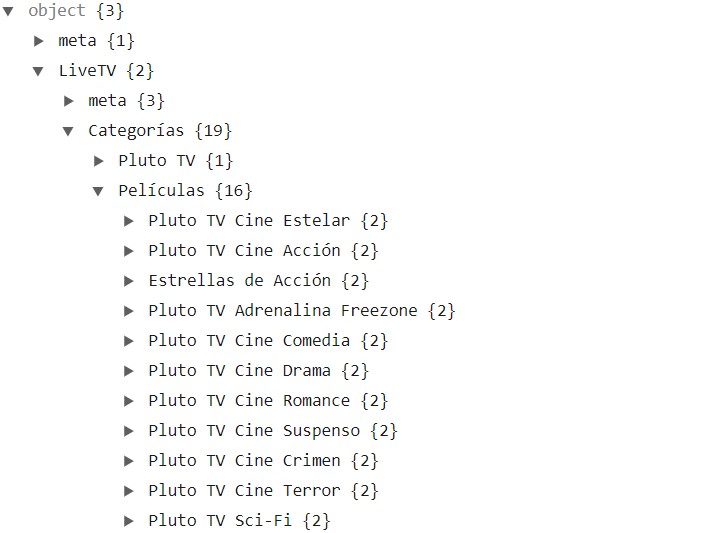 object {3}
meta {1}
LiveTV {2}
meta {3}
Categorías {19}
Pluto TV {1}
Películas {16}
Pluto TV Cine Estelar {2}
Pluto TV Cine Acción {2}
Estrellas de Acción {2}
Pluto TV Adrenalina Freezone {2}
Pluto TV Cine Comedia {2}
Pluto TV Cine Drama {2}
Pluto TV Cine Romance {2}
Pluto TV Cine Suspenso {2}
Pluto TV Cine Crimen {2}
Pluto TV Cine Terror {2}
Pluto TV Sci-Fi {2}